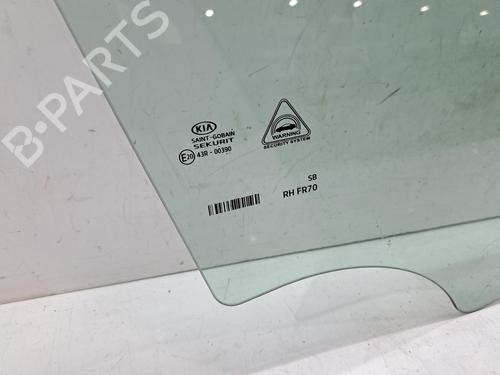 B-PARTS
KIA
SAINT-GOBAIN
SEKURIT
E20 43R - 00390
WARNING
SECURITY SYSTEM
SB
RH FR70